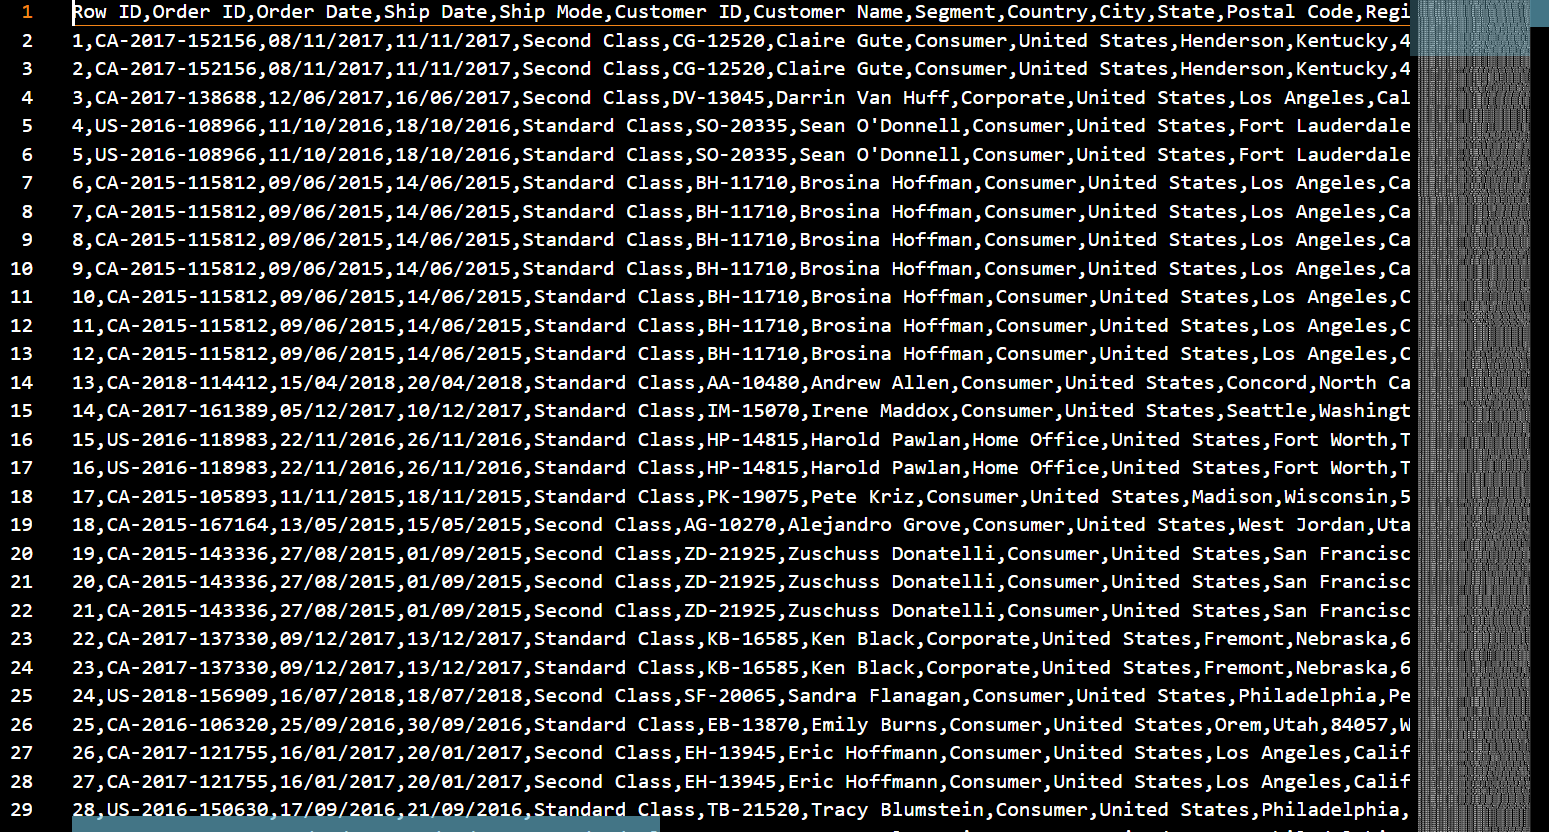 1 Row ID,Order ID,Order Date,Ship Date,Ship Mode,Customer ID,Customer Name,Segment,Country,City,State,Postal Code,Regi
2 1,CA-2017-152156,08/11/2017,11/11/2017,Second Class,CG-12520,Claire Gute,Consumer,United States,Henderson,Kentucky,4
3 2,CA-2017-152156,08/11/2017,11/11/2017,Second Class,CG-12520,Claire Gute,Consumer,United States,Henderson,Kentucky,4
4 3,CA-2017-138688,12/06/2017,16/06/2017,Second Class,DV-13045,Darrin Van Huff,Corporate,United States,Los Angeles,Cal
5 4,US-2016-108966,11/10/2016,18/10/2016,Standard Class,SO-20335,Sean O'Donnell,Consumer,United States,Fort Lauderdale
6 5,US-2016-108966,11/10/2016,18/10/2016,Standard Class,SO-20335,Sean O'Donnell,Consumer,United States,Fort Lauderdale
7 6,CA-2015-115812,09/06/2015,14/06/2015,Standard Class,BH-11710,Brosina Hoffman,Consumer,United States,Los Angeles,Ca
8 7,CA-2015-115812,09/06/2015,14/06/2015,Standard Class,BH-11710,Brosina Hoffman,Consumer,United States,Los Angeles,Ca
9 8,CA-2015-115812,09/06/2015,14/06/2015,Standard Class,BH-11710,Brosina Hoffman,Consumer,United States,Los Angeles,Ca
10 9,CA-2015-115812,09/06/2015,14/06/2015,Standard Class,BH-11710,Brosina Hoffman,Consumer,United States,Los Angeles,Ca
11 10,CA-2015-115812,09/06/2015,14/06/2015,Standard Class,BH-11710,Brosina Hoffman,Consumer,United States,Los Angeles,C
12 11,CA-2015-115812,09/06/2015,14/06/2015,Standard Class,BH-11710,Brosina Hoffman,Consumer,United States,Los Angeles,C
13 12,CA-2015-115812,09/06/2015,14/06/2015,Standard Class,BH-11710,Brosina Hoffman,Consumer,United States,Los Angeles,C
14 13,CA-2018-114412,15/04/2018,20/04/2018,Standard Class,AA-10480,Andrew Allen,Consumer,United States,Concord,North Ca
15 14,CA-2017-161389,05/12/2017,10/12/2017,Standard Class,IM-15070,Irene Maddox,Consumer,United States,Seattle,Washingt
16 15,US-2016-118983,22/11/2016,26/11/2016,Standard Class,HP-14815,Harold Pawlan,Home Office,United States,Fort Worth,T
17 16,US-2016-118983,22/11/2016,26/11/2016,Standard Class,HP-14815,Harold Pawlan,Home Office,United States,Fort Worth,T
18 17,CA-2015-105893,11/11/2015,18/11/2015,Standard Class,PK-19075,Pete Kriz,Consumer,United States,Madison,Wisconsin,5
19 18,CA-2015-167164,13/05/2015,15/05/2015,Second Class,AG-10270,Alejandro Grove,Consumer,United States,West Jordan,Uta
20 19,CA-2015-143336,27/08/2015,01/09/2015,Second Class,ZD-21925,Zuschuss Donatelli,Consumer,United States,San Francisc
21 20,CA-2015-143336,27/08/2015,01/09/2015,Second Class,ZD-21925,Zuschuss Donatelli,Consumer,United States,San Francisc
22 21,CA-2015-143336,27/08/2015,01/09/2015,Second Class,ZD-21925,Zuschuss Donatelli,Consumer,United States,San Francisc
23 22,CA-2017-137330,09/12/2017,13/12/2017,Standard Class,KB-16585,Ken Black,Corporate,United States,Fremont,Nebraska,6
24 23,CA-2017-137330,09/12/2017,13/12/2017,Standard Class,KB-16585,Ken Black,Corporate,United States,Fremont,Nebraska,6
25 24,US-2018-156909,16/07/2018,18/07/2018,Second Class,SF-20065,Sandra Flanagan,Consumer,United States,Philadelphia,Pe
26 25,CA-2016-106320,25/09/2016,30/09/2016,Standard Class,EB-13870,Emily Burns,Consumer,United States,Orem,Utah,84057,W
27 26,CA-2017-121755,16/01/2017,20/01/2017,Second Class,EH-13945,Eric Hoffmann,Consumer,United States,Los Angeles,Calif
28 27,CA-2017-121755,16/01/2017,20/01/2017,Second Class,EH-13945,Eric Hoffmann,Consumer,United States,Los Angeles,Calif
29 28,US-2016-150630,17/09/2016,21/09/2016,Standard Class,TB-21520,Tracy Blumstein,Consumer,United States,Philadelphia,